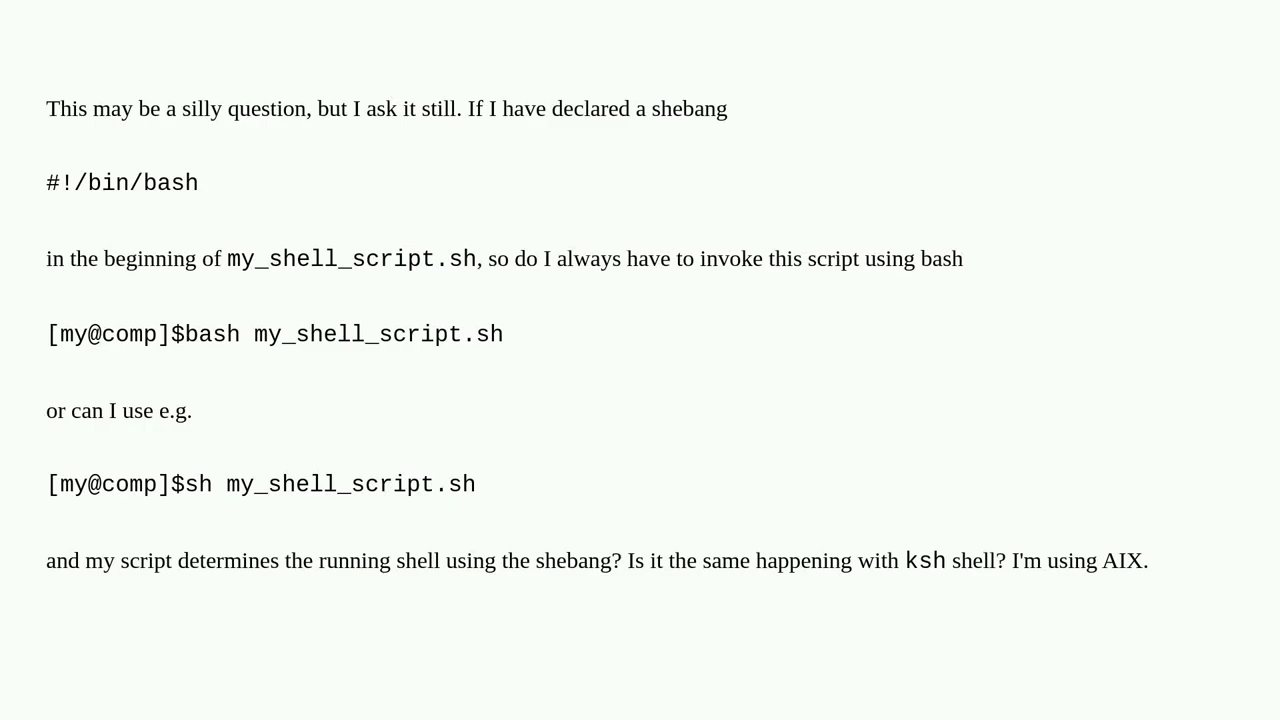 This may be a silly question, but I ask it still. If I have declared a shebang
#!/bin/bash
in the beginning of my_shell_script.sh, so do I always have to invoke this script using bash
[my@comp]$bash my_shell_script.sh
or can I use e.g.
[my@comp]$sh my_shell_script.sh
and my script determines the running shell using the shebang? Is it the same happening with ksh shell? I'm using AIX.